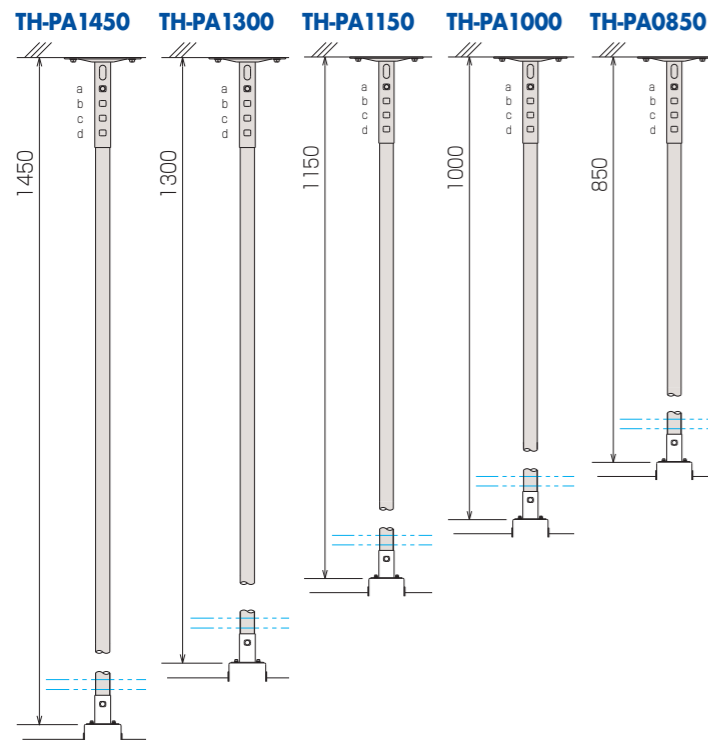 TH-PA1450 TH-PA1300 TH-PA1150 TH-PA1000 TH-PA0850
a a a a a
b b b b b
c c c c c
d d d d d
1450 1300 1150 1000 850